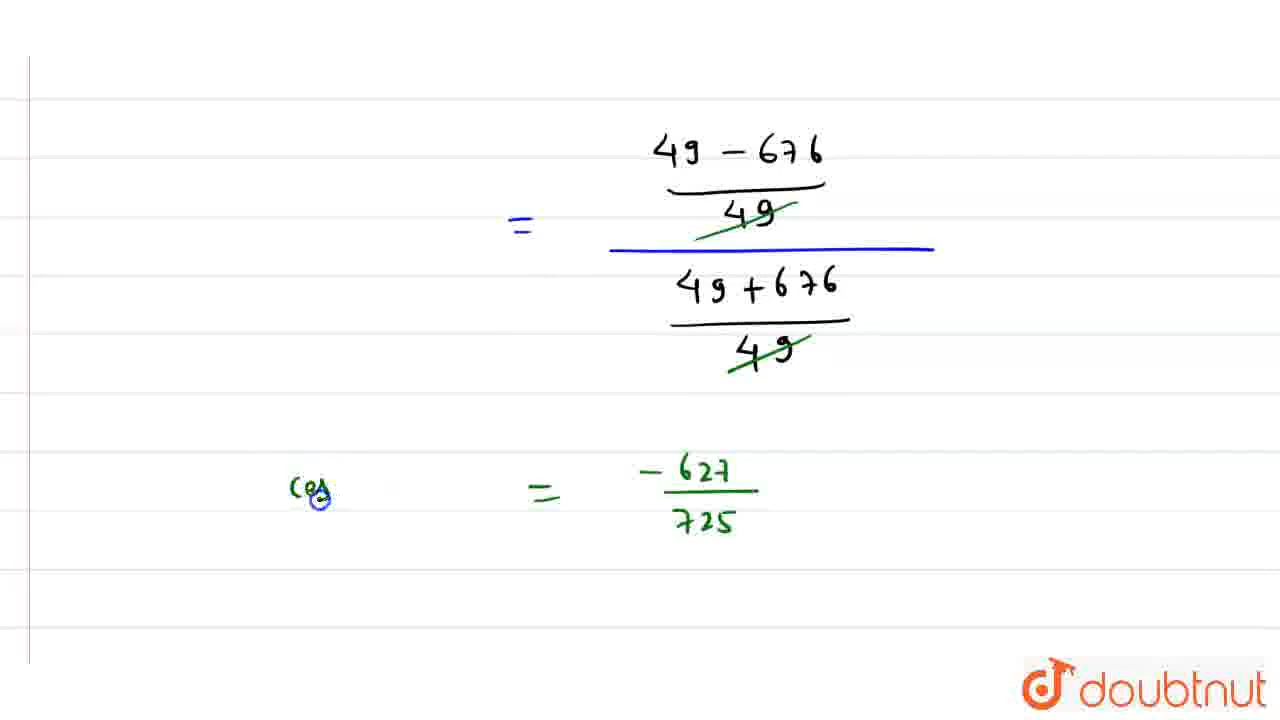 49 - 676
49
=
49 + 676
49
cos = - 627
725
doubtnut